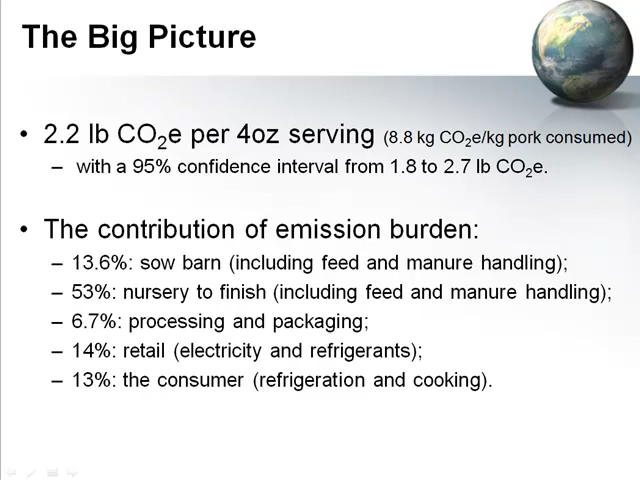 The Big Picture
• 2.2 lb CO₂e per 4oz serving (8.8 kg CO₂e/kg pork consumed)
– with a 95% confidence interval from 1.8 to 2.7 lb CO₂e.
• The contribution of emission burden:
– 13.6%: sow barn (including feed and manure handling);
– 53%: nursery to finish (including feed and manure handling);
– 6.7%: processing and packaging;
– 14%: retail (electricity and refrigerants);
– 13%: the consumer (refrigeration and cooking).